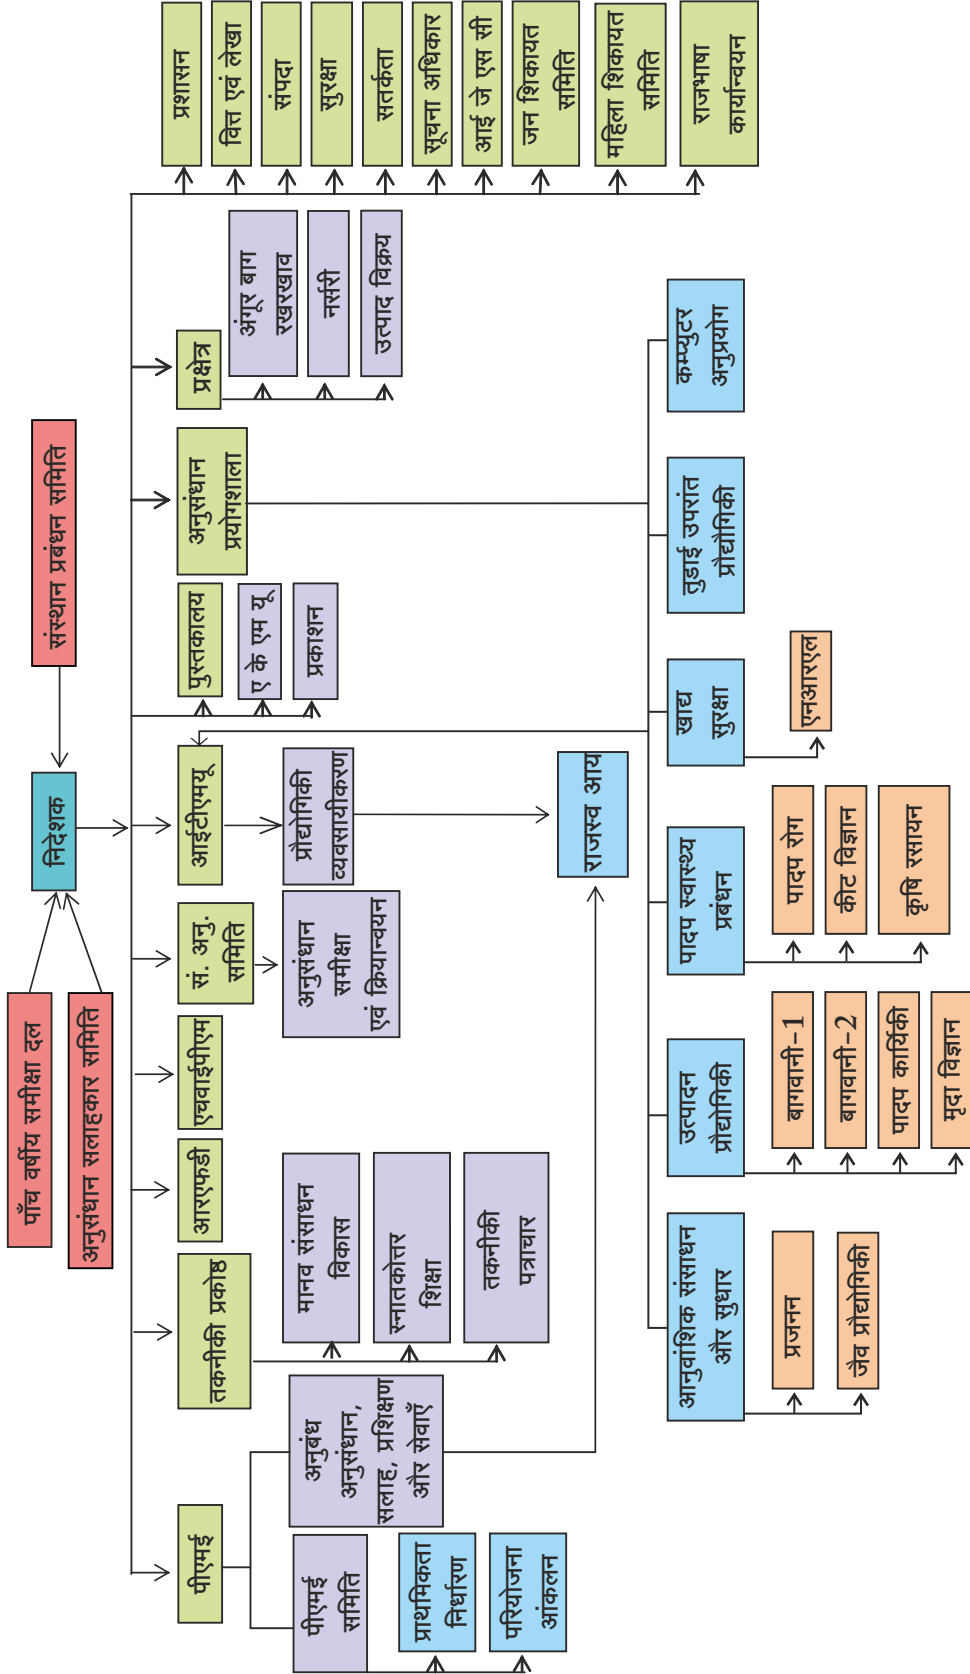 पाँच वर्षीय समीक्षा दल
अनुसंधान सलाहकार समिति
निदेशक
संस्थान प्रबंधन समिति
पीएमई
तकनीकी प्रकोष्ठ
आरएफडी
एचवाईपीएम
सं. अनु.
समिति
आईटीएमयू
पुस्तकालय
ए के एम यू
प्रकाशन
अनुसंधान
प्रयोगशाला
प्रक्षेत्र
अंगूर बाग
रखरखाव
नर्सरी
उत्पाद विक्रय
प्रशासन
वित्त एवं लेखा
संपदा
सुरक्षा
सतर्कता
सूचना अधिकार
आई जे एस सी
जन शिकायत
समिति
महिला शिकायत
समिति
राजभाषा
कार्यान्वयन
पीएमई
समिति
अनुबंध
अनुसंधान,
सलाह, प्रशिक्षण
और सेवाएँ
मानव संसाधन
विकास
स्नातकोत्तर
शिक्षा
तकनीकी
पत्राचार
अनुसंधान
समीक्षा
एवं क्रियान्वयन
प्रौद्योगिकी
व्यवसायीकरण
प्राथमिकता
निर्धारण
परियोजना
आंकलन
राजस्व आय
आनुवांशिक संसाधन
और सुधार
उत्पादन
प्रौद्योगिकी
पादप स्वास्थ्य
प्रबंधन
खाद्य
सुरक्षा
तुडाई उपरांत
प्रौद्योगिकी
कम्प्युटर
अनुप्रयोग
प्रजनन
जैव प्रौद्योगिकी
बागवानी-1
बागवानी-2
पादप कार्यिकी
मृदा विज्ञान
पादप रोग
कीट विज्ञान
कृषि रसायन
एनआरएल